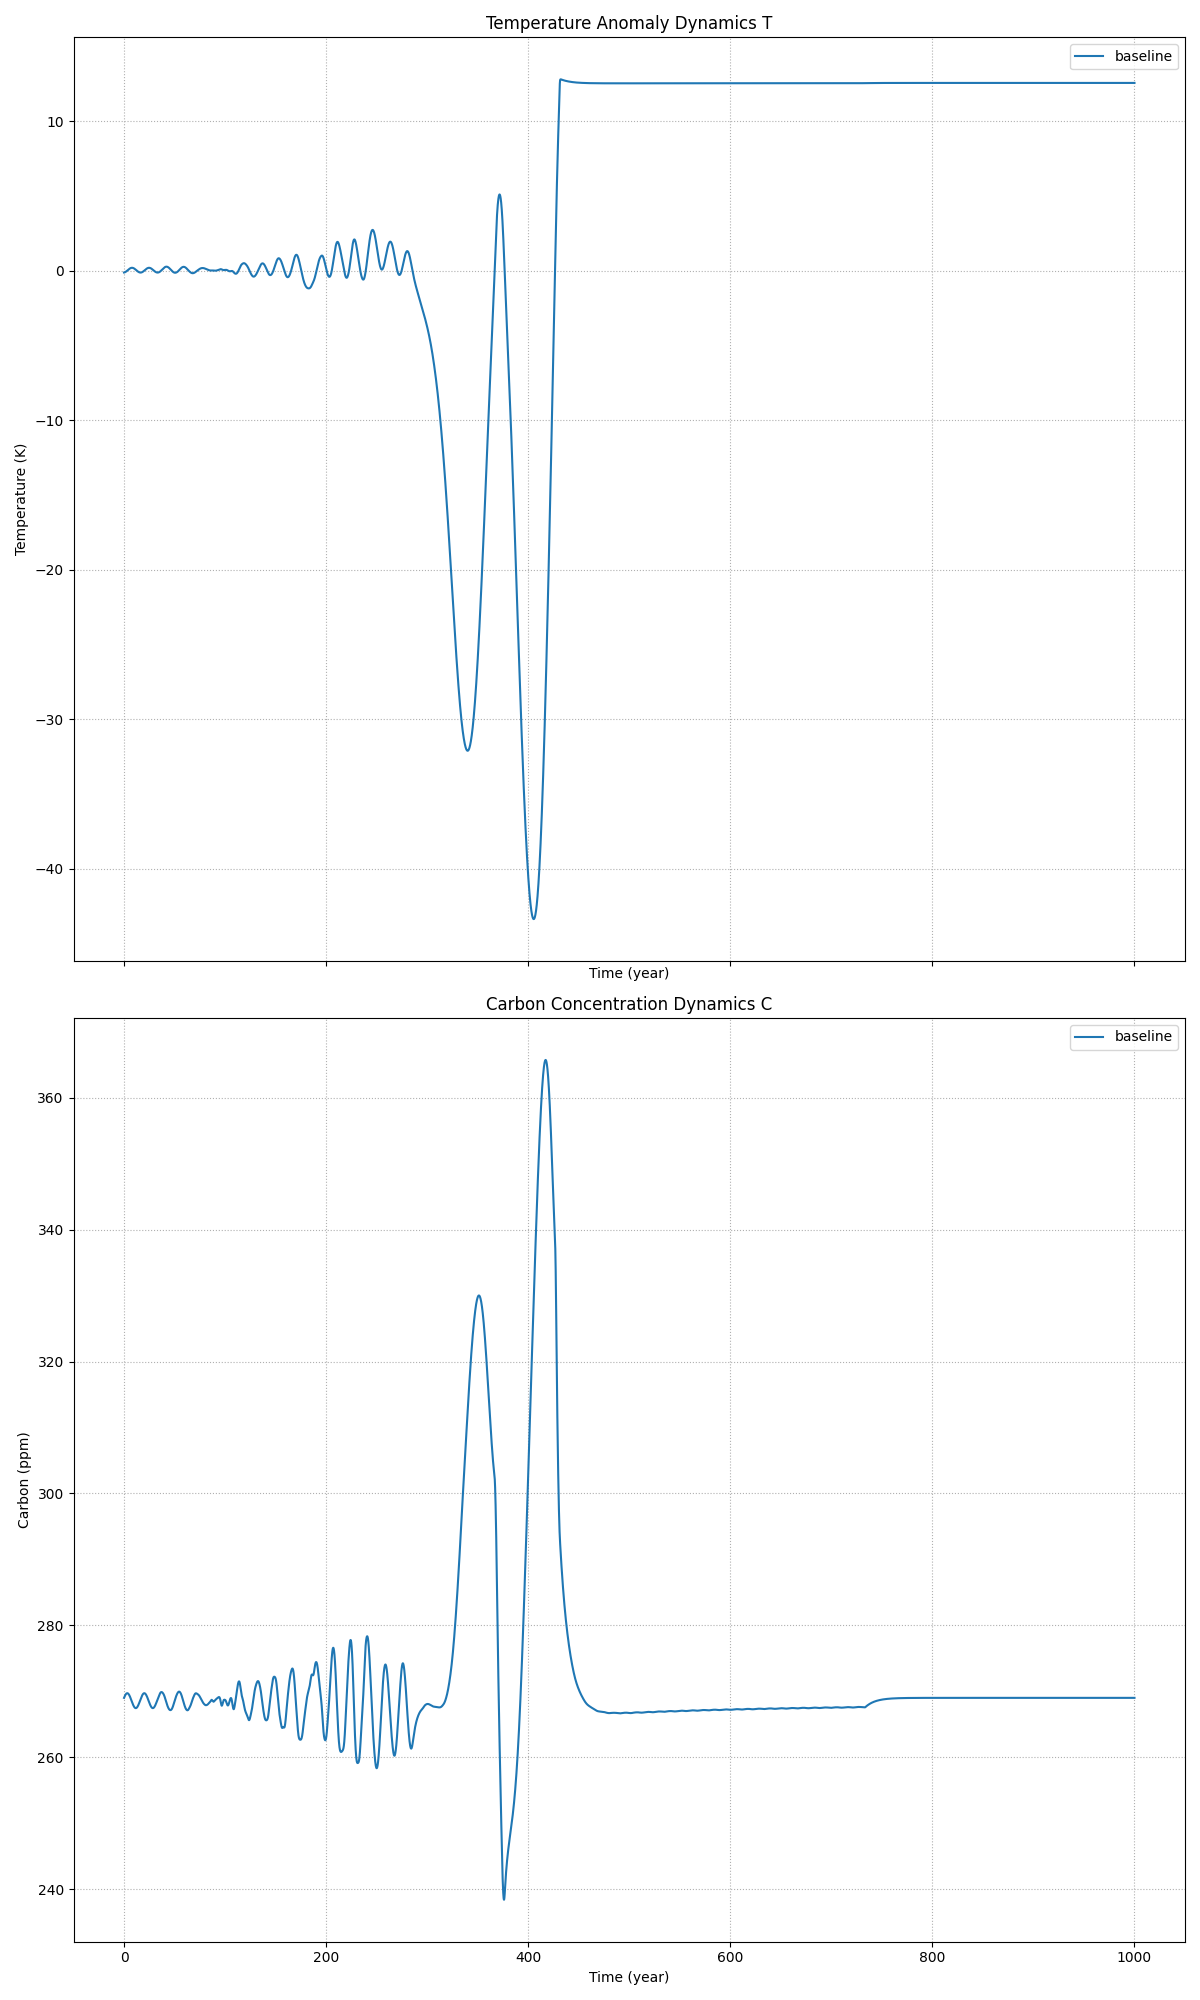 Temperature Anomaly Dynamics T
baseline
10
0
−10
−20
−30
−40
Temperature (K)
Time (year)
Carbon Concentration Dynamics C
baseline
360
340
320
300
280
260
240
Carbon (ppm)
0 200 400 600 800 1000
Time (year)